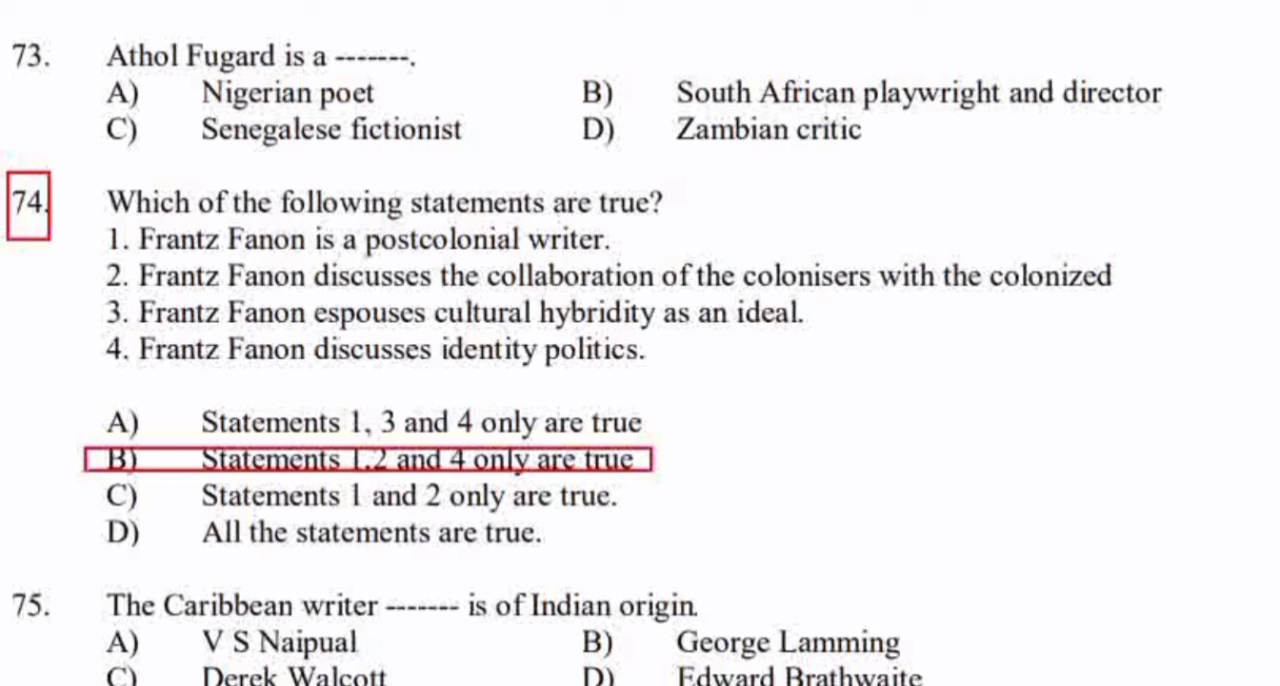 73. Athol Fugard is a -------.
A) Nigerian poet B) South African playwright and director
C) Senegalese fictionist D) Zambian critic
74. Which of the following statements are true?
1. Frantz Fanon is a postcolonial writer.
2. Frantz Fanon discusses the collaboration of the colonisers with the colonized
3. Frantz Fanon espouses cultural hybridity as an ideal.
4. Frantz Fanon discusses identity politics.
A) Statements 1, 3 and 4 only are true
B) Statements 1,2 and 4 only are true
C) Statements 1 and 2 only are true.
D) All the statements are true.
75. The Caribbean writer ------- is of Indian origin.
A) V S Naipual B) George Lamming
C) Derek Walcott D) Edward Brathwaite